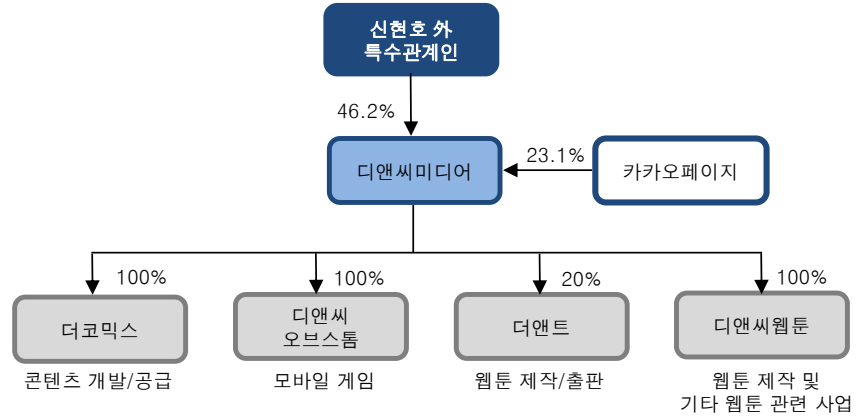 신현호 外
특수관계인
46.2%
디앤씨미디어
23.1%
카카오페이지
100%
100%
20%
100%
더코믹스
디앤씨
오브스톰
더앤트
디앤씨웹툰
콘텐츠 개발/공급
모바일 게임
웹툰 제작/출판
웹툰 제작 및
기타 웹툰 관련 사업